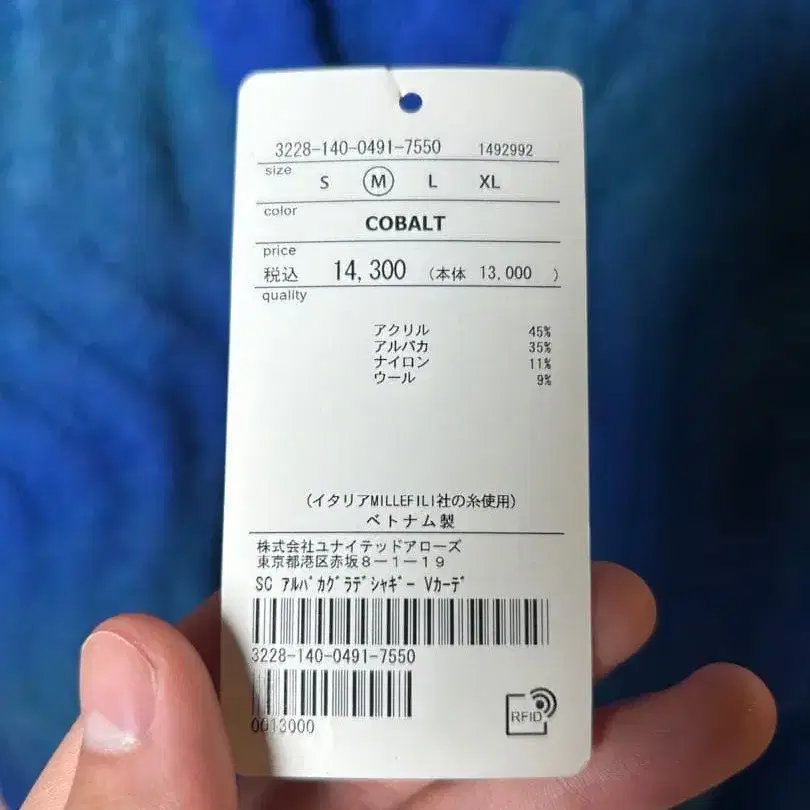 3228-140-0491-7550 1492992
size
S M L XL
color
COBALT
price
税込 14,300 (本体 13,000 )
quality
アクリル 45%
アルパカ 35%
ナイロン 11%
ウール 9%
(イタリアMILLEFILI社の糸使用)
ベトナム製
株式会社ユナイテッドアローズ
東京都港区赤坂8-1-19
SC ｱﾙﾊﾟｶｸﾞﾗﾃﾞｼｬｷﾞｰ Vｶｰﾃﾞ
3228-140-0491-7550
0013000
RFID